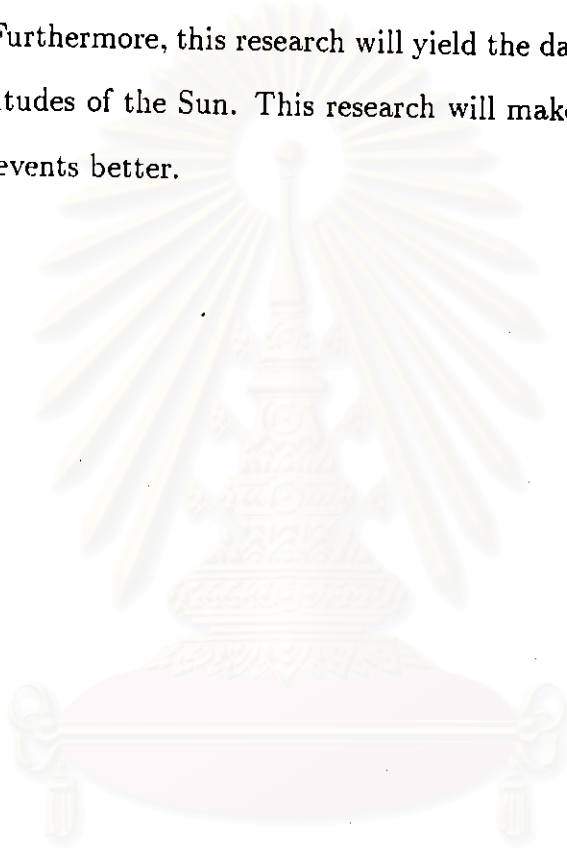 Furthermore, this research will yield the da
itudes of the Sun. This research will make
events better.